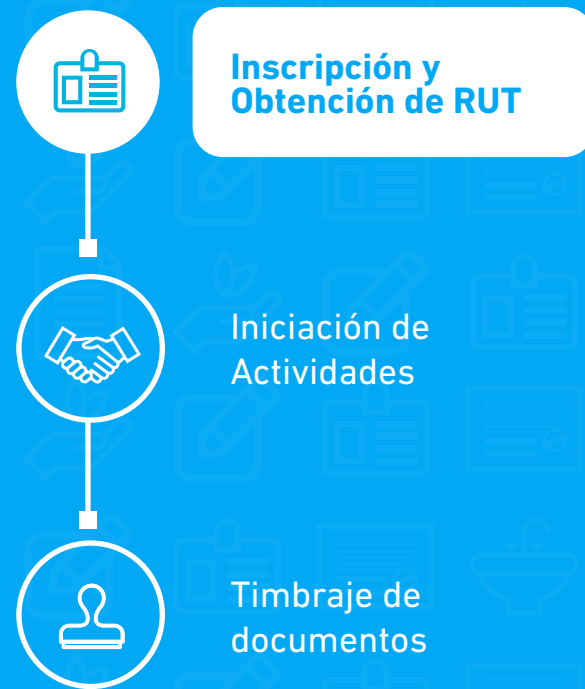 Inscripción y
Obtención de RUT
Iniciación de
Actividades
Timbraje de
documentos